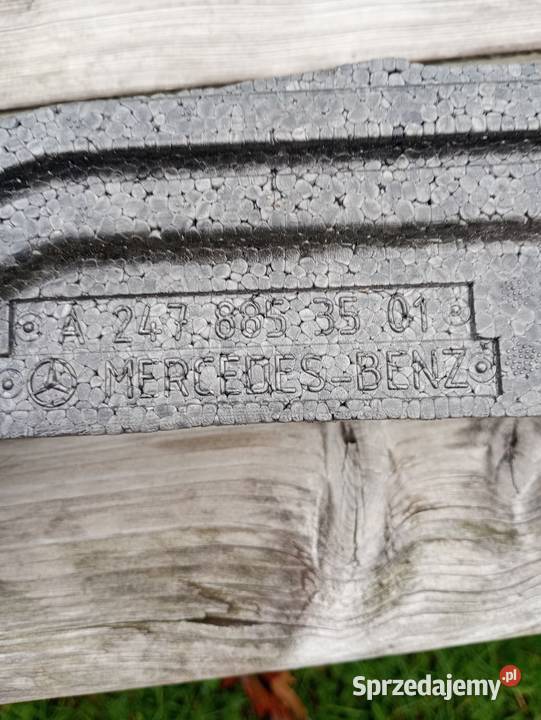 A 247 885 35 01
MERCEDES-BENZ
Sprzedajemy.pl